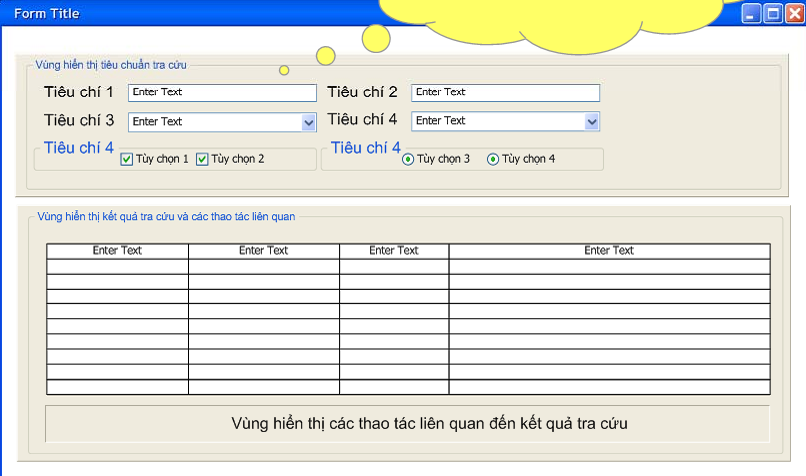 Form Title
Vùng hiển thị tiêu chuẩn tra cứu
Tiêu chí 1 Enter Text Tiêu chí 2 Enter Text
Tiêu chí 3 Enter Text Tiêu chí 4 Enter Text
Tiêu chí 4 Tùy chọn 1 Tùy chọn 2 Tiêu chí 4 Tùy chọn 3 Tùy chọn 4
Vùng hiển thị kết quả tra cứu và các thao tác liên quan
Enter Text Enter Text Enter Text Enter Text
Vùng hiển thị các thao tác liên quan đến kết quả tra cứu